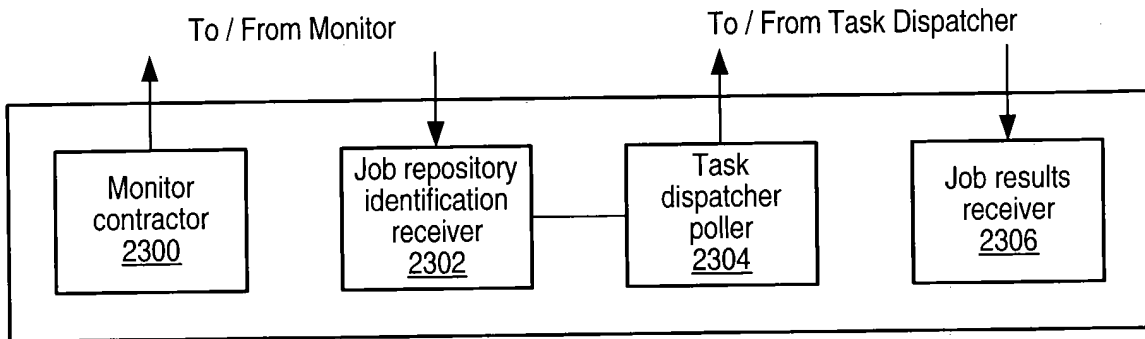 To / From Monitor
To / From Task Dispatcher
Monitor
contractor
2300
Job repository
identification
receiver
2302
Task
dispatcher
poller
2304
Job results
receiver
2306